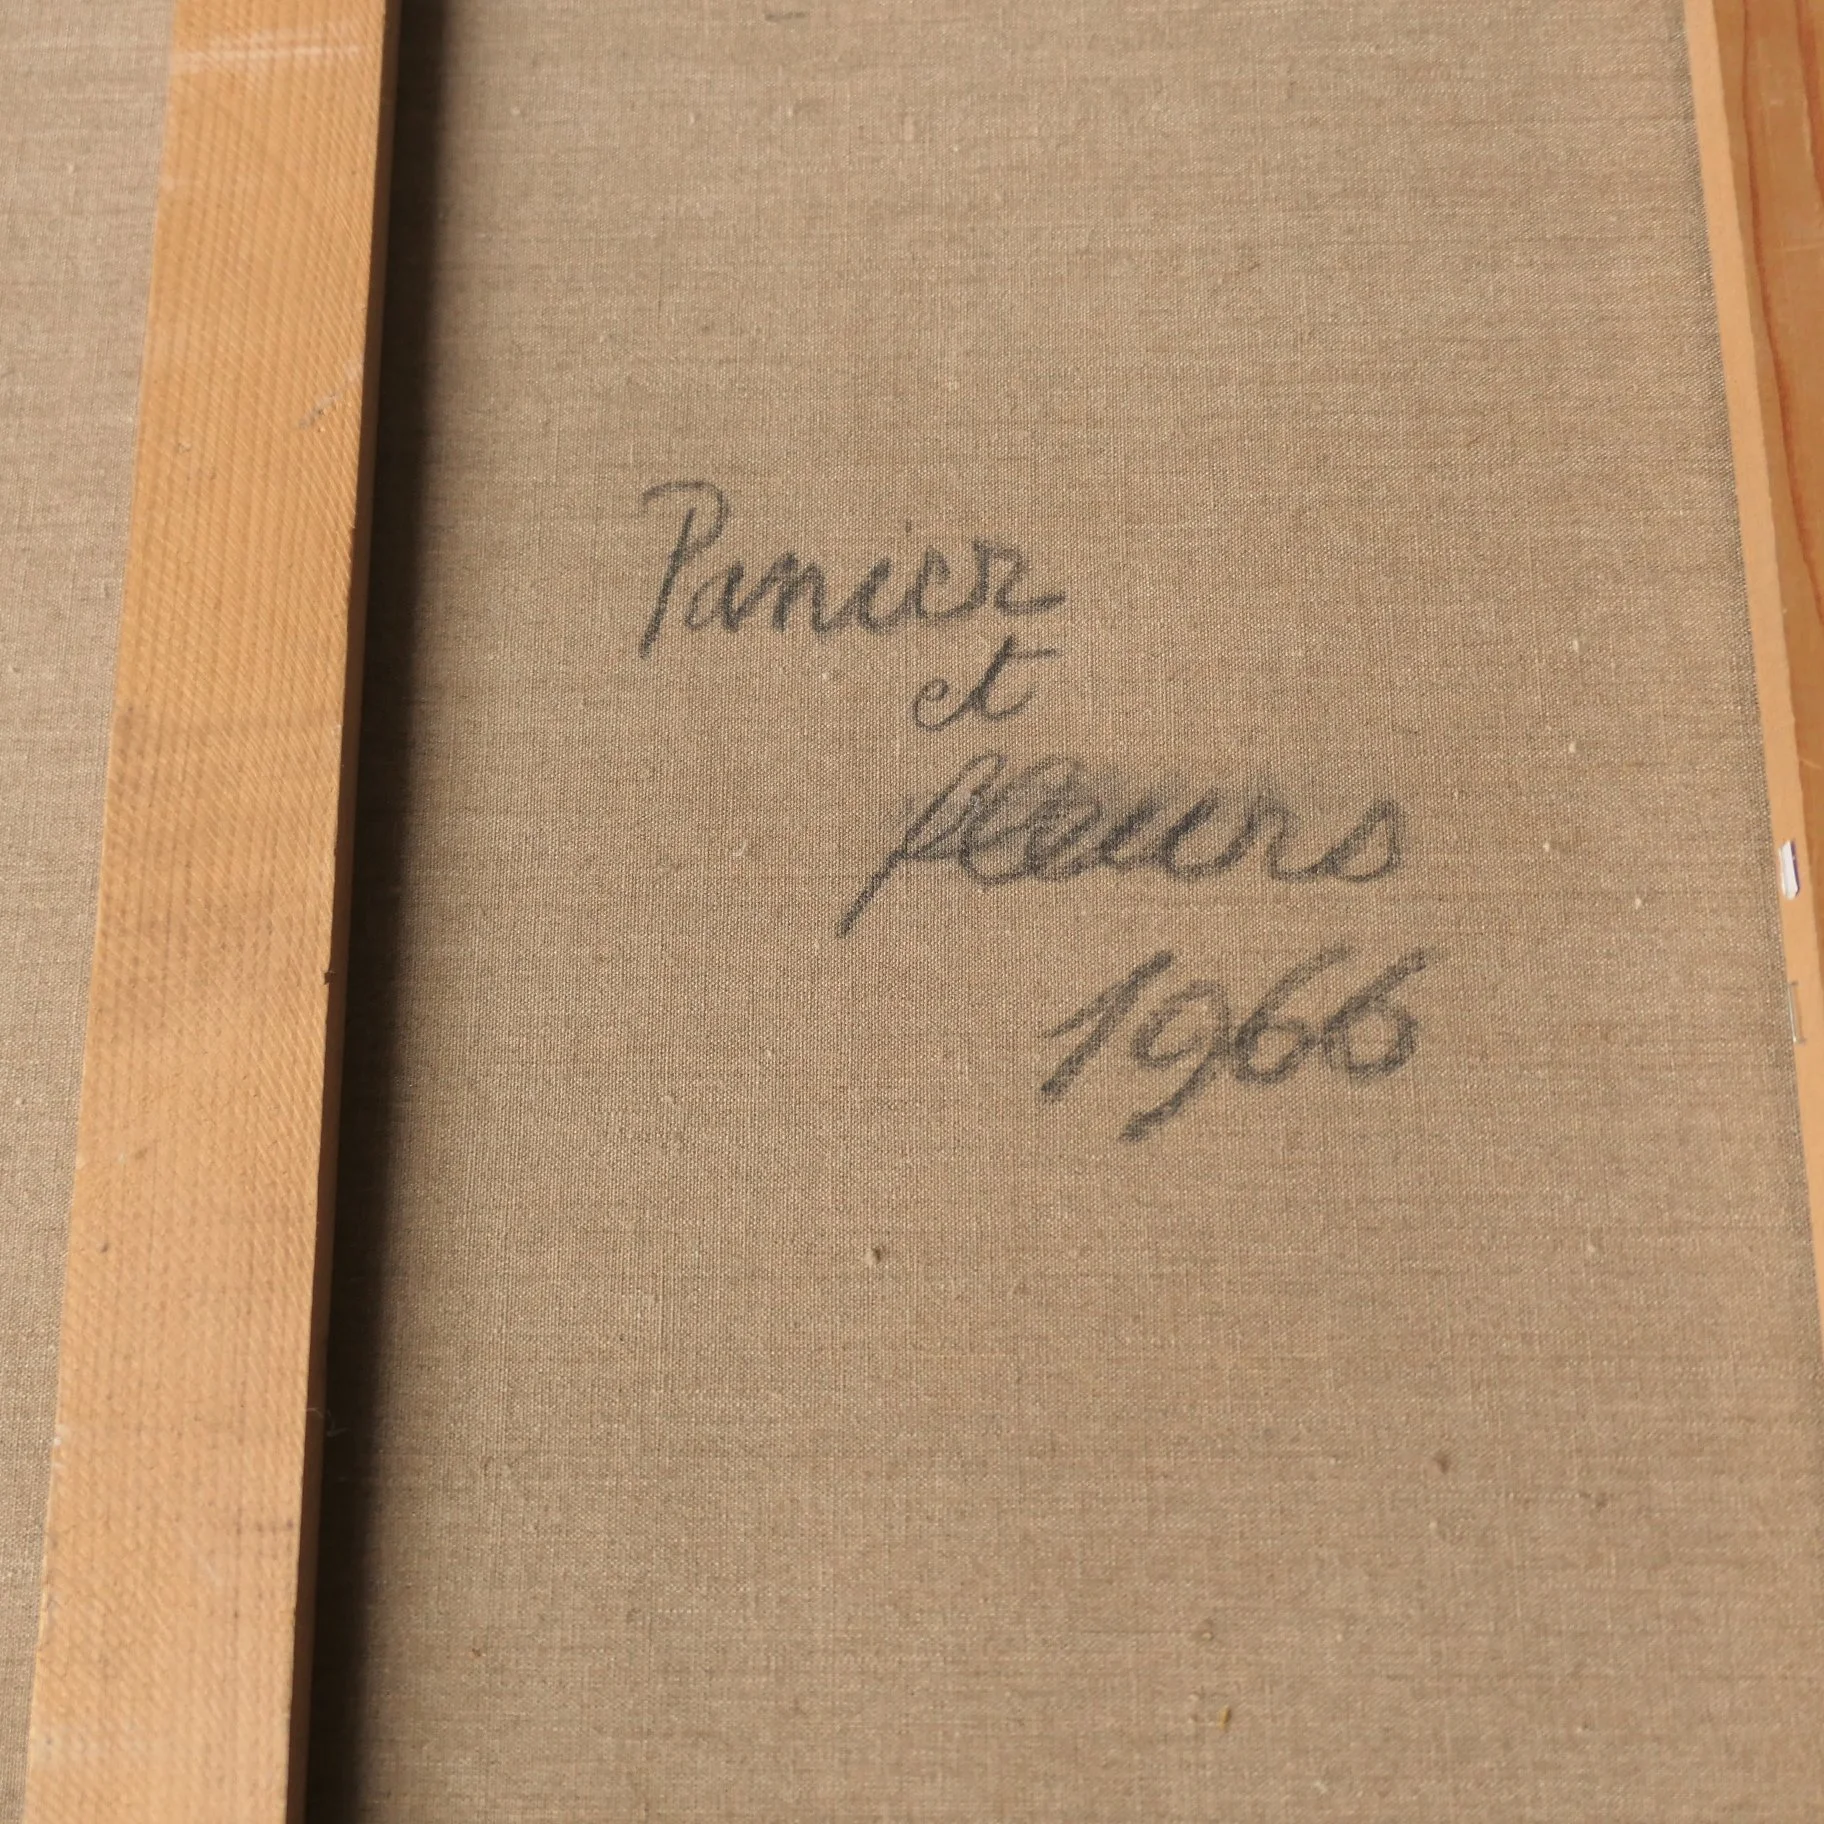 Panier
et
fleurs
1966